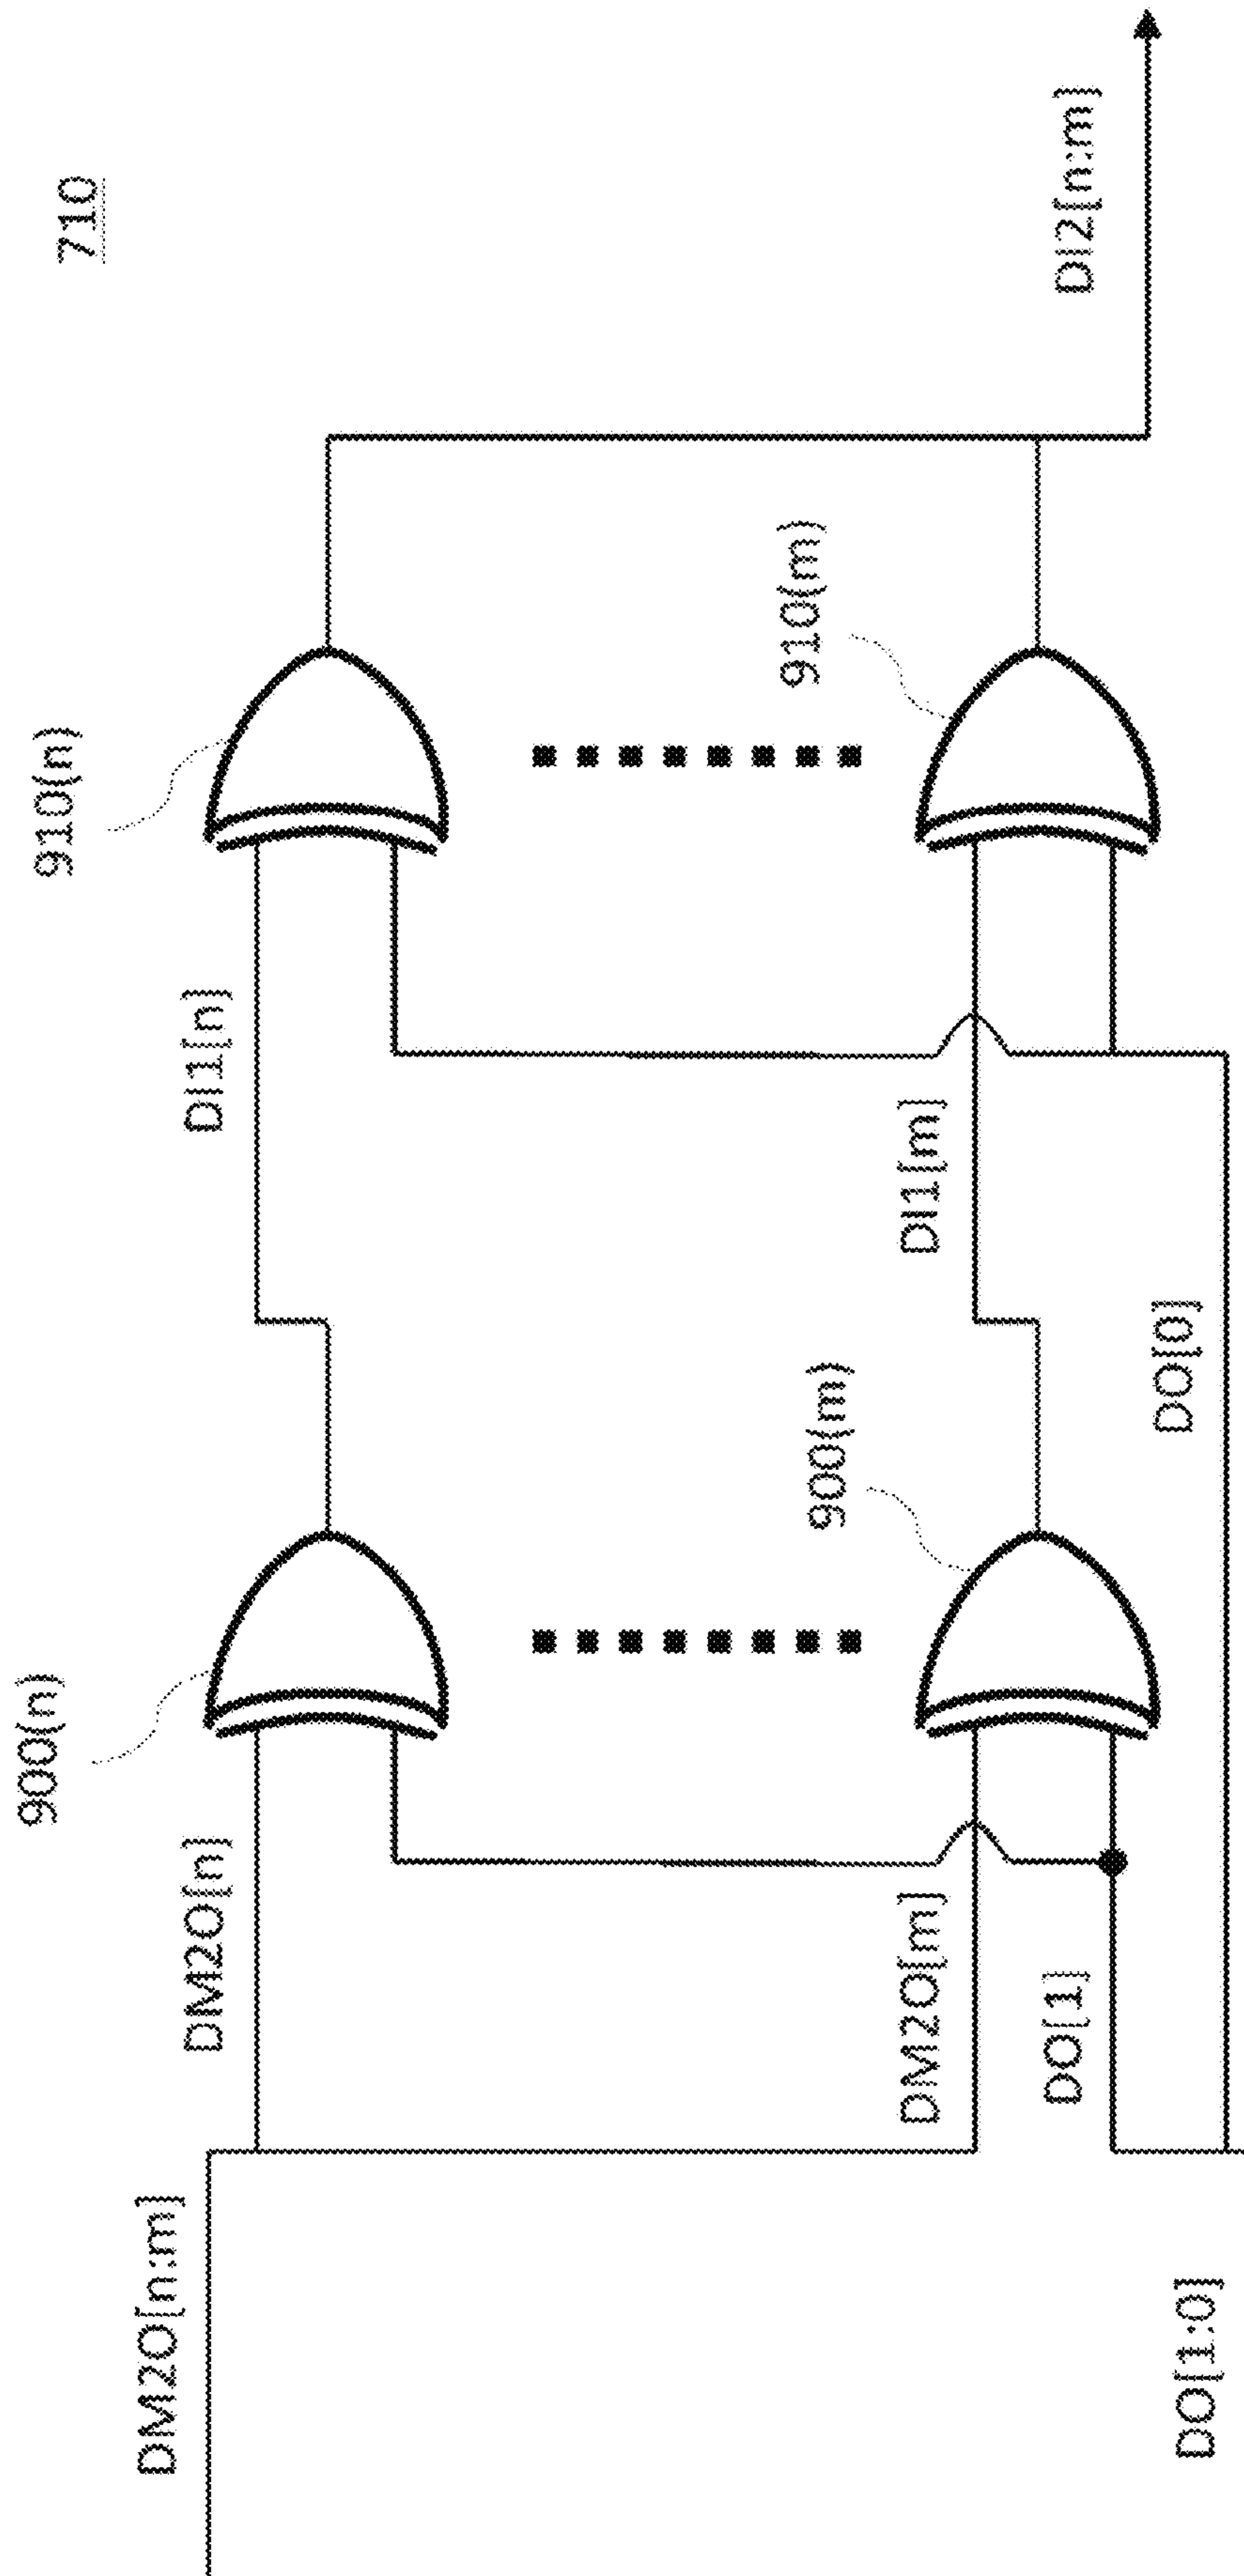 710
DM2O[n:m]
DM2O[n]
900(n)
DI1[n]
910(n)
DM2O[m]
900(m)
DI1[m]
910(m)
DO[1]
DO[1:0]
DO[0]
DI2[n:m]